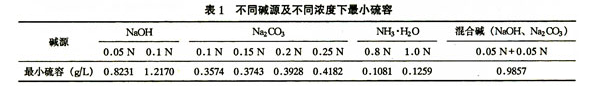 表 1 不同碱源及不同浓度下最小硫容
碱源 NaOH Na₂CO₃ NH₃·H₂O 混合碱（NaOH、Na₂CO₃）
0.05 N 0.1 N 0.1 N 0.15 N 0.2 N 0.25 N 0.8 N 1.0 N 0.05 N+0.05 N
最小硫容（g/L） 0.8231 1.2170 0.3574 0.3743 0.3928 0.4182 0.1081 0.1259 0.9857